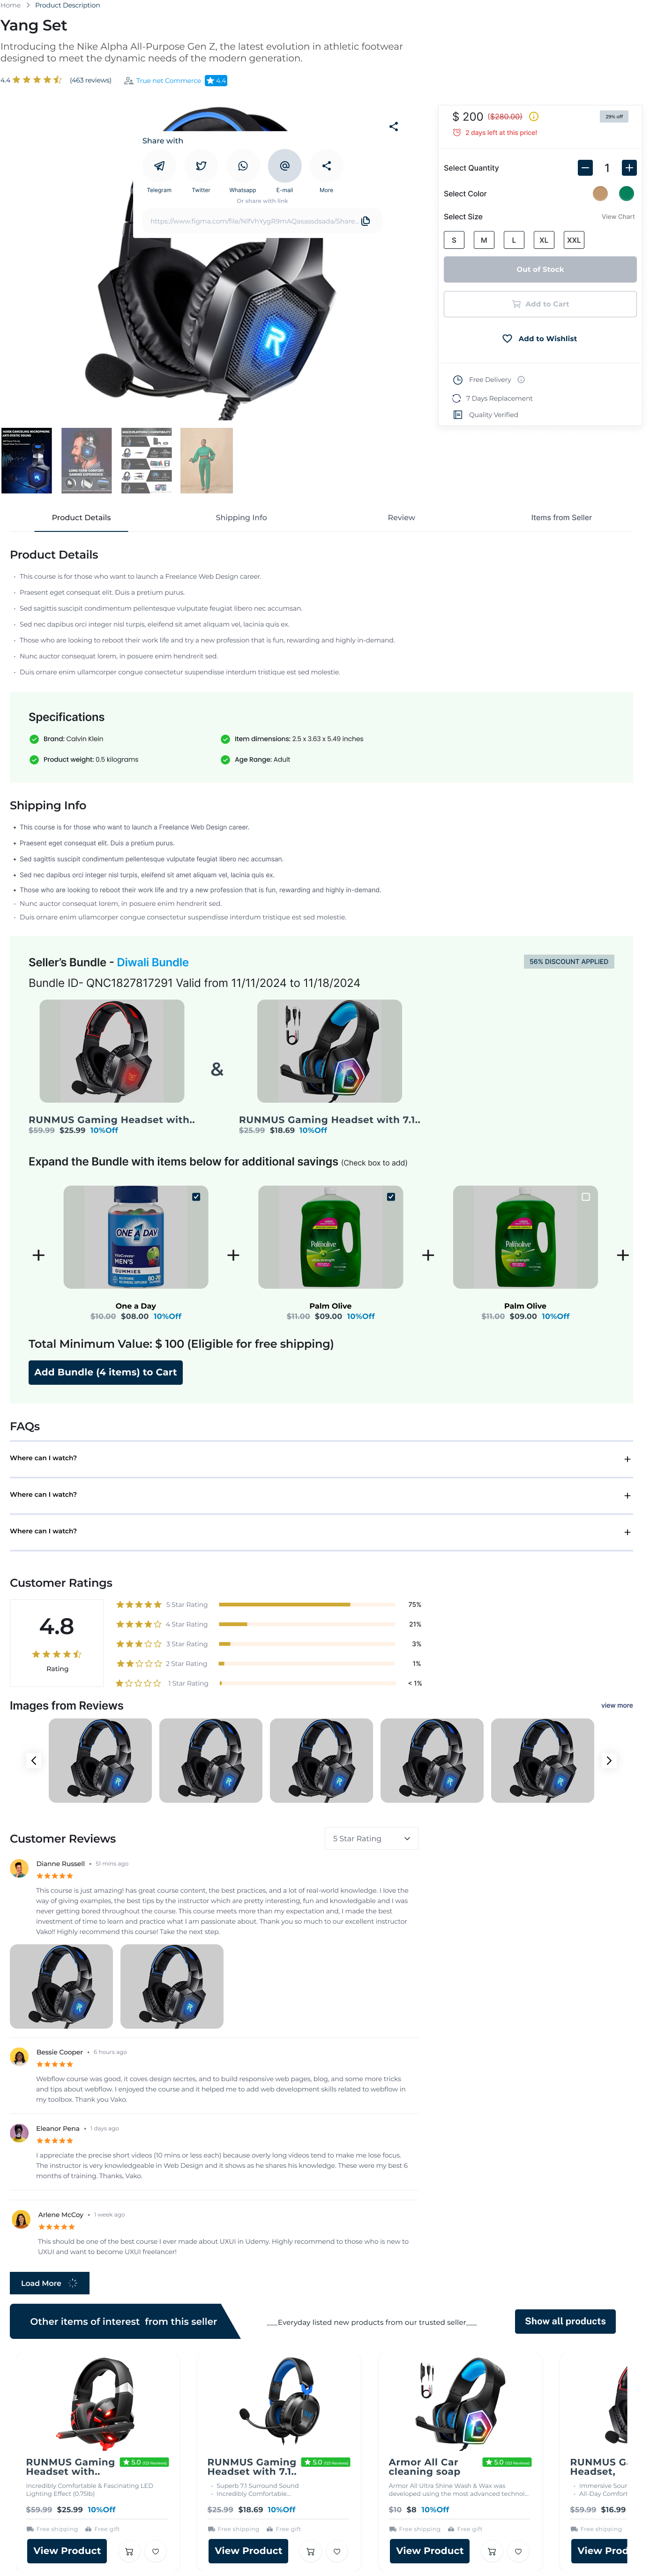 Home > Product Description
Yang Set
Introducing the Nike Alpha All-Purpose Gen Z, the latest evolution in athletic footwear
designed to meet the dynamic needs of the modern generation.
4.4 (463 reviews) True net Commerce 4.4
Share with
Telegram Twitter Whatsapp E-mail More
Or share with link
$ 200 ($280.00) 29% off
2 days left at this price!
Select Quantity 1
Select Color
Select Size View Chart
S M L XL XXL
Out of Stock
Add to Cart
Add to Wishlist
Free Delivery
7 Days Replacement
Quality Verified
Product Details Shipping Info Review Items from Seller
Product Details
• This course is for those who want to launch a Freelance Web Design career.
• Praesent eget consequat elit. Duis a pretium purus.
• Sed sagittis suscipit condimentum pellentesque vulputate feugiat libero nec accumsan.
• Sed nec dapibus orci integer nisl turpis, eleifend sit amet aliquam vel, lacinia quis ex.
• Those who are looking to reboot their work life and try a new profession that is fun, rewarding and highly in-demand.
• Nunc auctor consequat lorem, in posuere enim hendrerit sed.
• Duis ornare enim ullamcorper congue consectetur suspendisse interdum tristique est sed molestie.
Specifications
Brand: Calvin Klein
Item dimensions: 2.5 x 3.63 x 5.49 inches
Product weight: 0.5 kilograms
Age Range: Adult
Shipping Info
• This course is for those who want to launch a Freelance Web Design career.
• Praesent eget consequat elit. Duis a pretium purus.
• Sed sagittis suscipit condimentum pellentesque vulputate feugiat libero nec accumsan.
• Sed nec dapibus orci integer nisl turpis, eleifend sit amet aliquam vel, lacinia quis ex.
• Those who are looking to reboot their work life and try a new profession that is fun, rewarding and highly in-demand.
• Nunc auctor consequat lorem, in posuere enim hendrerit sed.
• Duis ornare enim ullamcorper congue consectetur suspendisse interdum tristique est sed molestie.
Seller's Bundle - Diwali Bundle 56% DISCOUNT APPLIED
Bundle ID- QNC1827817291 Valid from 11/11/2024 to 11/18/2024
&
RUNMUS Gaming Headset with..
$59.99 $25.99 10%Off
RUNMUS Gaming Headset with 7.1..
$25.99 $18.69 10%Off
Expand the Bundle with items below for additional savings (Check box to add)
ONE A DAY
MEN'S
GUMMIES
Palmolive
Palmolive
One a Day
$10.00 $08.00 10%Off
Palm Olive
$11.00 $09.00 10%Off
Palm Olive
$11.00 $09.00 10%Off
Total Minimum Value: $ 100 (Eligible for free shipping)
Add Bundle (4 items) to Cart
FAQs
Where can I watch?
Where can I watch?
Where can I watch?
Customer Ratings
4.8
Rating
5 Star Rating 75%
4 Star Rating 21%
3 Star Rating 3%
2 Star Rating 1%
1 Star Rating < 1%
Images from Reviews view more
Customer Reviews 5 Star Rating
Dianne Russell • 51 mins ago
This course is just amazing! has great course content, the best practices, and a lot of real-world knowledge. I love the
way of giving examples, the best tips by the instructor which are pretty interesting, fun and knowledgable and I was
never getting bored throughout the course. This course meets more than my expectation and, I made the best
investment of time to learn and practice what I am passionate about. Thank you so much to our excellent instructor
Vako!! Highly recommend this course! Take the next step.
Bessie Cooper • 6 hours ago
Webflow course was good, it coves design secrtes, and to build responsive web pages, blog, and some more tricks
and tips about webflow. I enjoyed the course and it helped me to add web development skills related to webflow in
my toolbox. Thank you Vako.
Eleanor Pena • 1 days ago
I appreciate the precise short videos (10 mins or less each) because overly long videos tend to make me lose focus.
The instructor is very knowledgeable in Web Design and it shows as he shares his knowledge. These were my best 6
months of training. Thanks, Vako.
Arlene McCoy • 1 week ago
This should be one of the best course I ever made about UXUI in Udemy. Highly recommend to those who is new to
UXUI and want to become UXUI freelancer!
Load More
Other items of interest from this seller ___Everyday listed new products from our trusted seller___ Show all products
RUNMUS Gaming
Headset with..
5.0
Incredibly Comfortable & Fascinating LED
Lighting Effect (0.75lb)
$59.99 $25.99 10%Off
Free shipping Free gift
View Product
RUNMUS Gaming
Headset with 7.1..
5.0
• Superb 7.1 Surround Sound
• Incredibly Comfortable...
$25.99 $18.69 10%Off
Free shipping Free gift
View Product
Armor All Car
cleaning soap
5.0
Armor All Ultra Shine Wash & Wax was
developed using the most advanced technol...
$10 $8 10%Off
Free shipping Free gift
View Product
RUNMUS G
Headset,
• Immersive Sour
• All-Day Comfort
$59.99 $16.99
Free shipping
View Prod